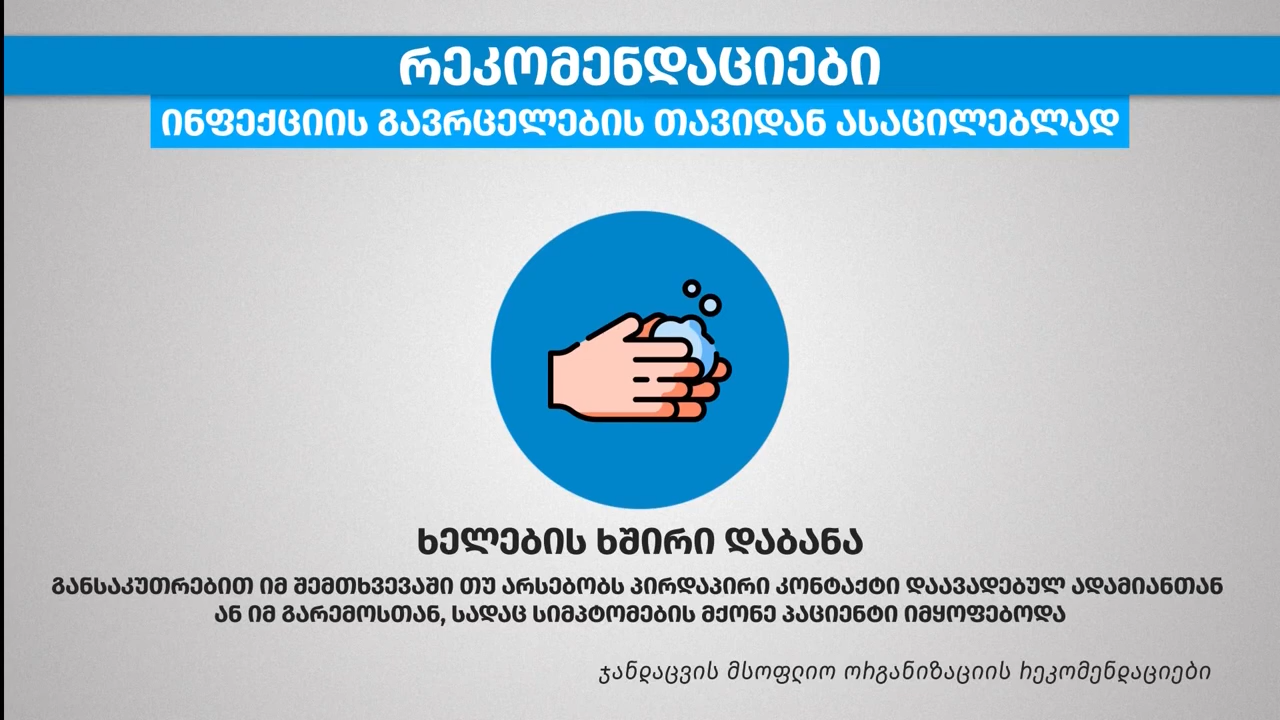 რეკომენდაციები
ინფექციის გავრცელების თავიდან ასაცილებლად
ხელების ხშირი დაბანა
განსაკუთრებით იმ შემთხვევაში თუ არსებობს პირდაპირი კონტაქტი დაავადებულ ადამიანთან
ან იმ გარემოსთან, სადაც სიმპტომების მქონე პაციენტი იმყოფებოდა
ჯანდაცვის მსოფლიო ორგანიზაციის რეკომენდაციები